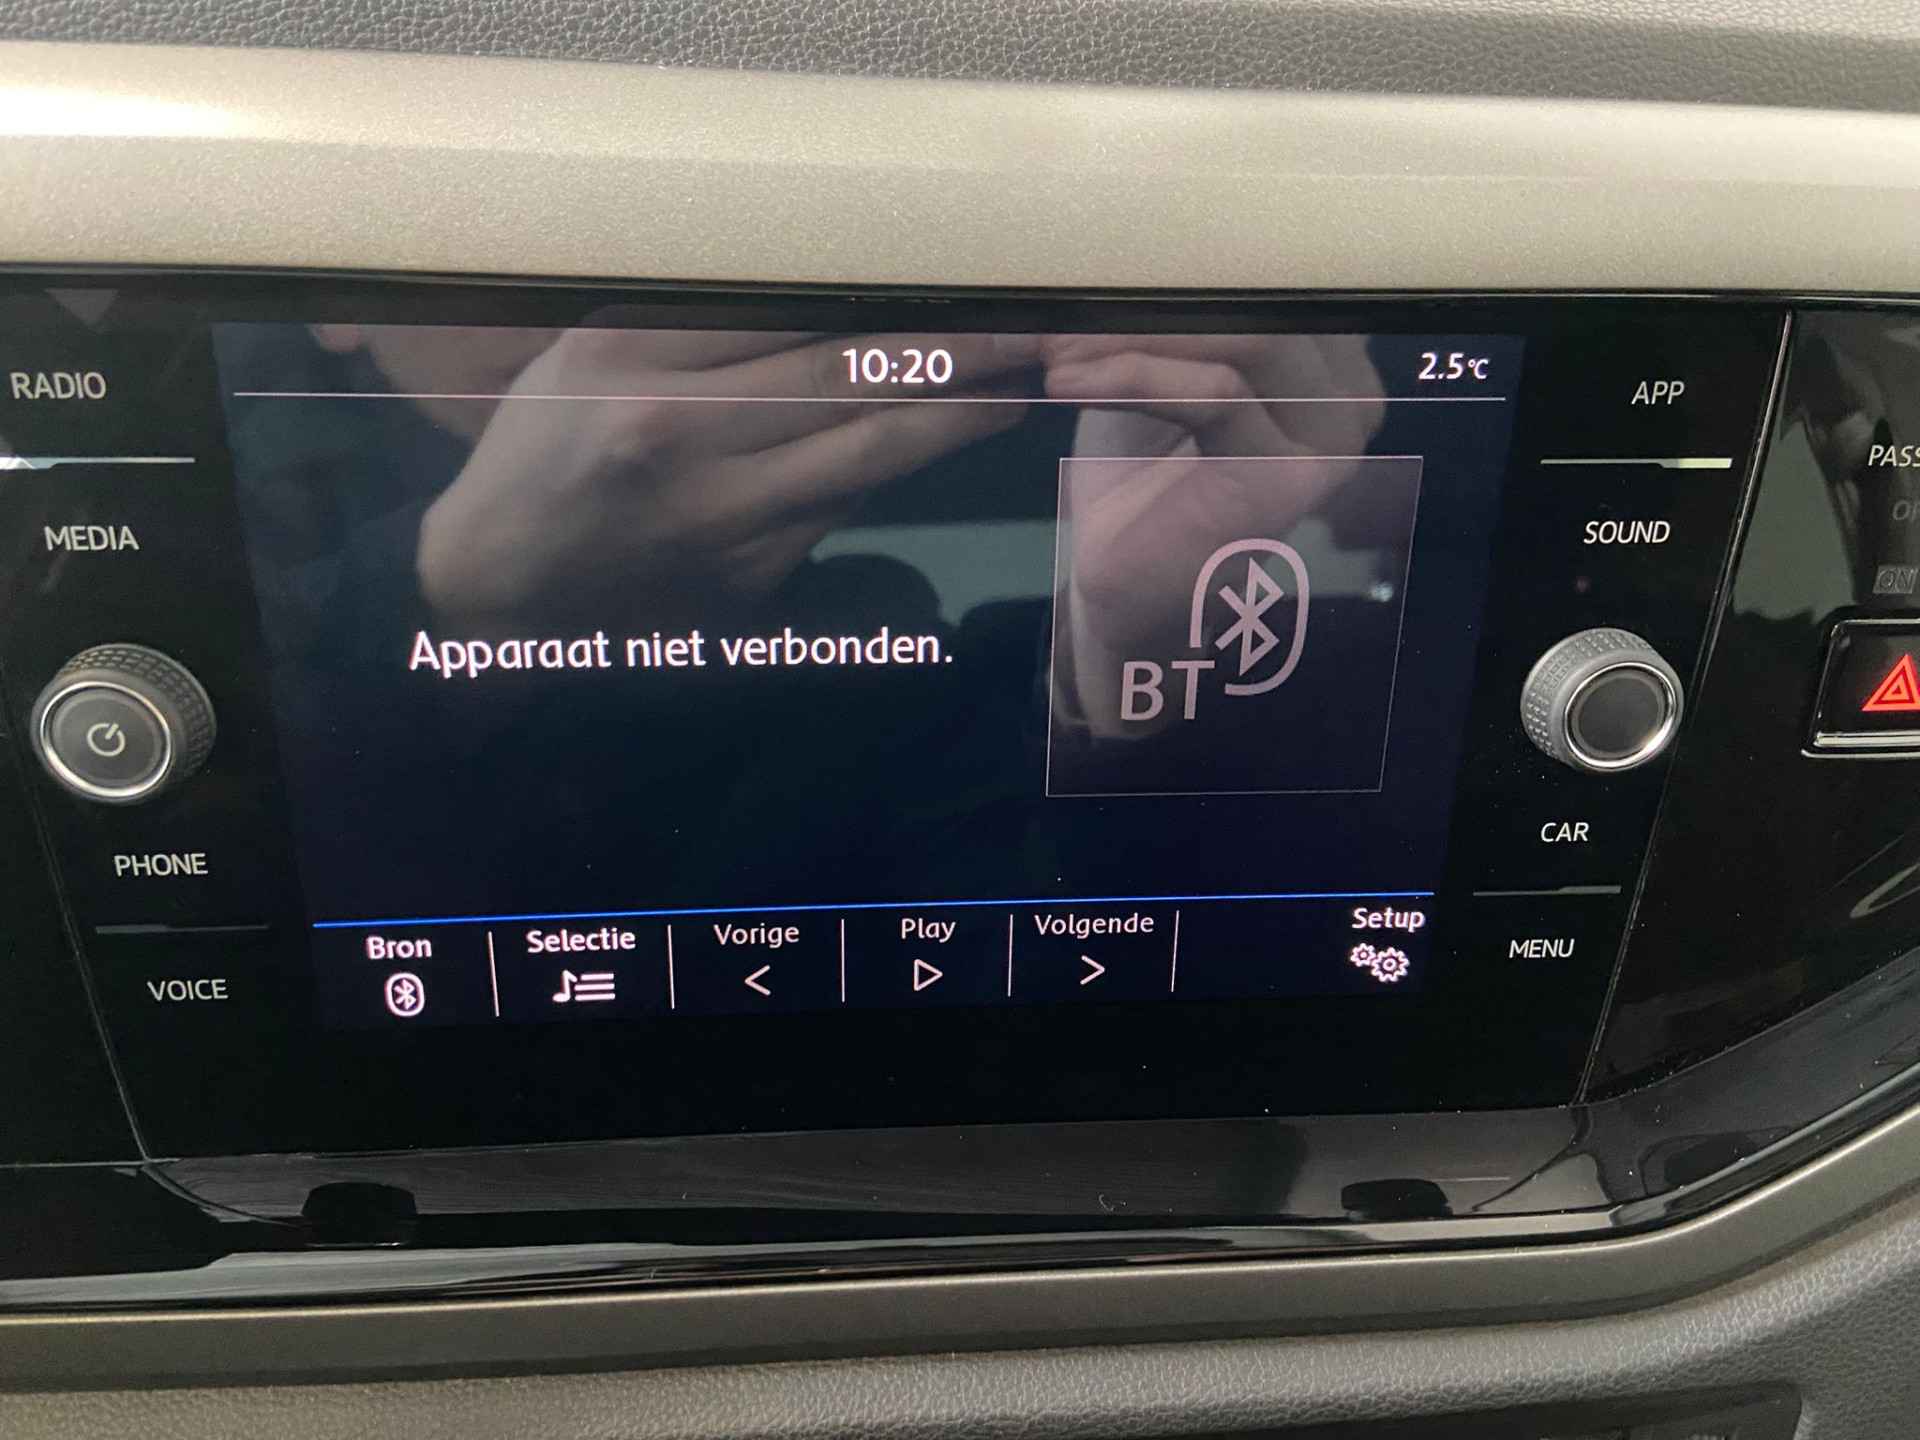 10:20
2.5°C
RADIO
MEDIA
PHONE
VOICE
Apparaat niet verbonden.
BT
Bron
Selectie
Vorige
Play
Volgende
Setup
APP
SOUND
CAR
MENU
ON